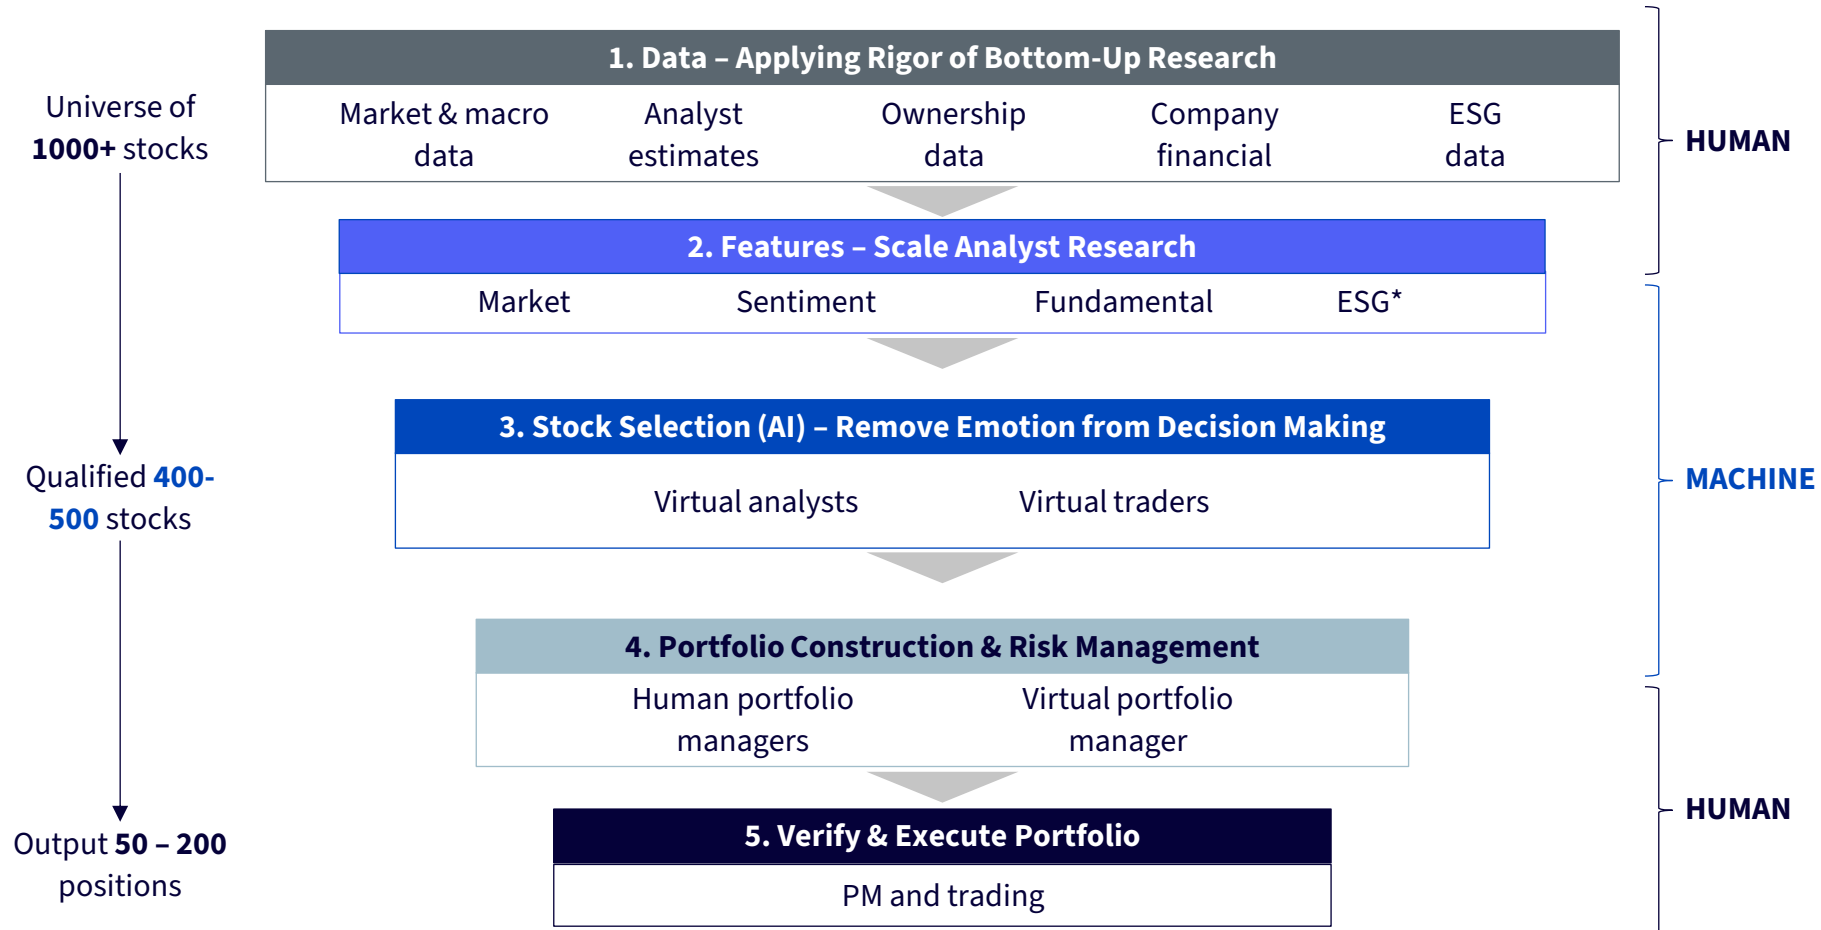 1. Data – Applying Rigor of Bottom-Up Research
Universe of
1000+ stocks
Market & macro
data
Analyst
estimates
Ownership
data
Company
financial
ESG
data
HUMAN
2. Features – Scale Analyst Research
Market
Sentiment
Fundamental
ESG*
3. Stock Selection (AI) – Remove Emotion from Decision Making
Qualified 400-
500 stocks
Virtual analysts
Virtual traders
MACHINE
4. Portfolio Construction & Risk Management
Human portfolio
managers
Virtual portfolio
manager
HUMAN
5. Verify & Execute Portfolio
Output 50 – 200
positions
PM and trading